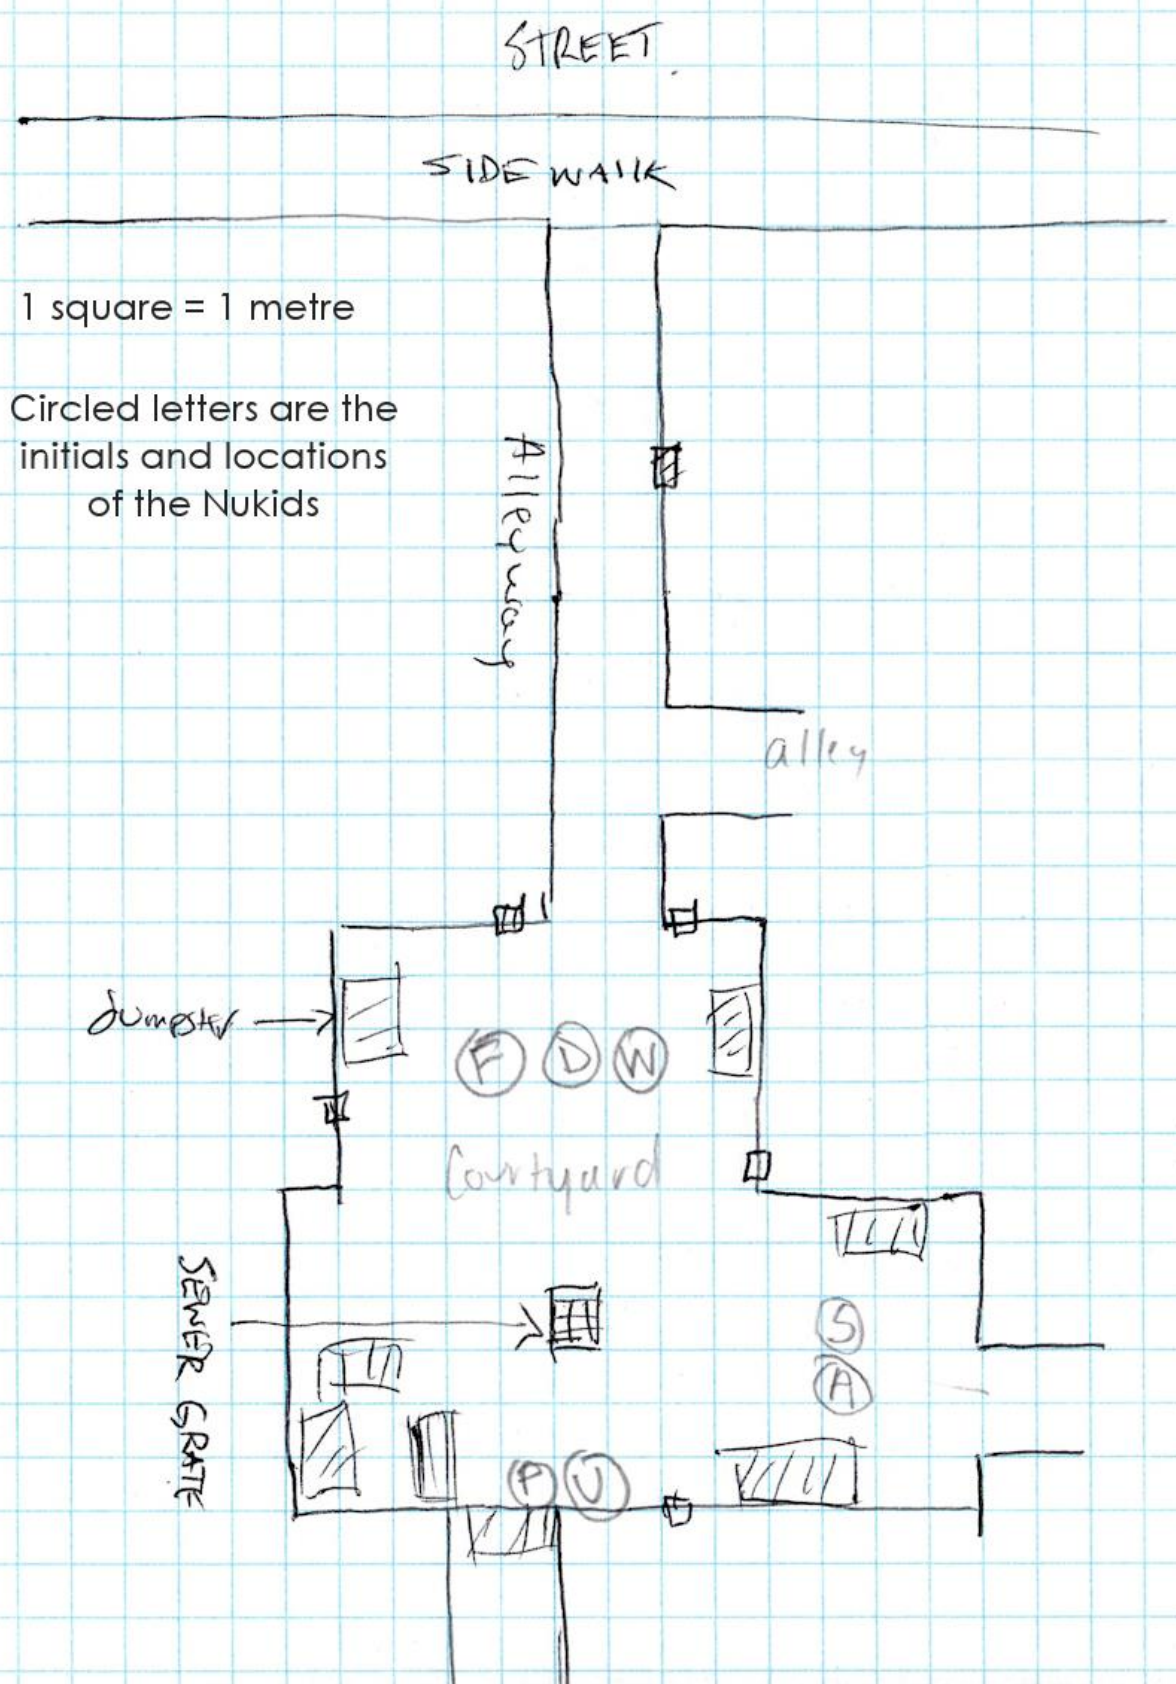 STREET
SIDEWALK
1 square = 1 metre
Circled letters are the
initials and locations
of the Nukids
Alleyway
alley
dumpster
F D W
Courtyard
SEWER GRATE
S
A
P U